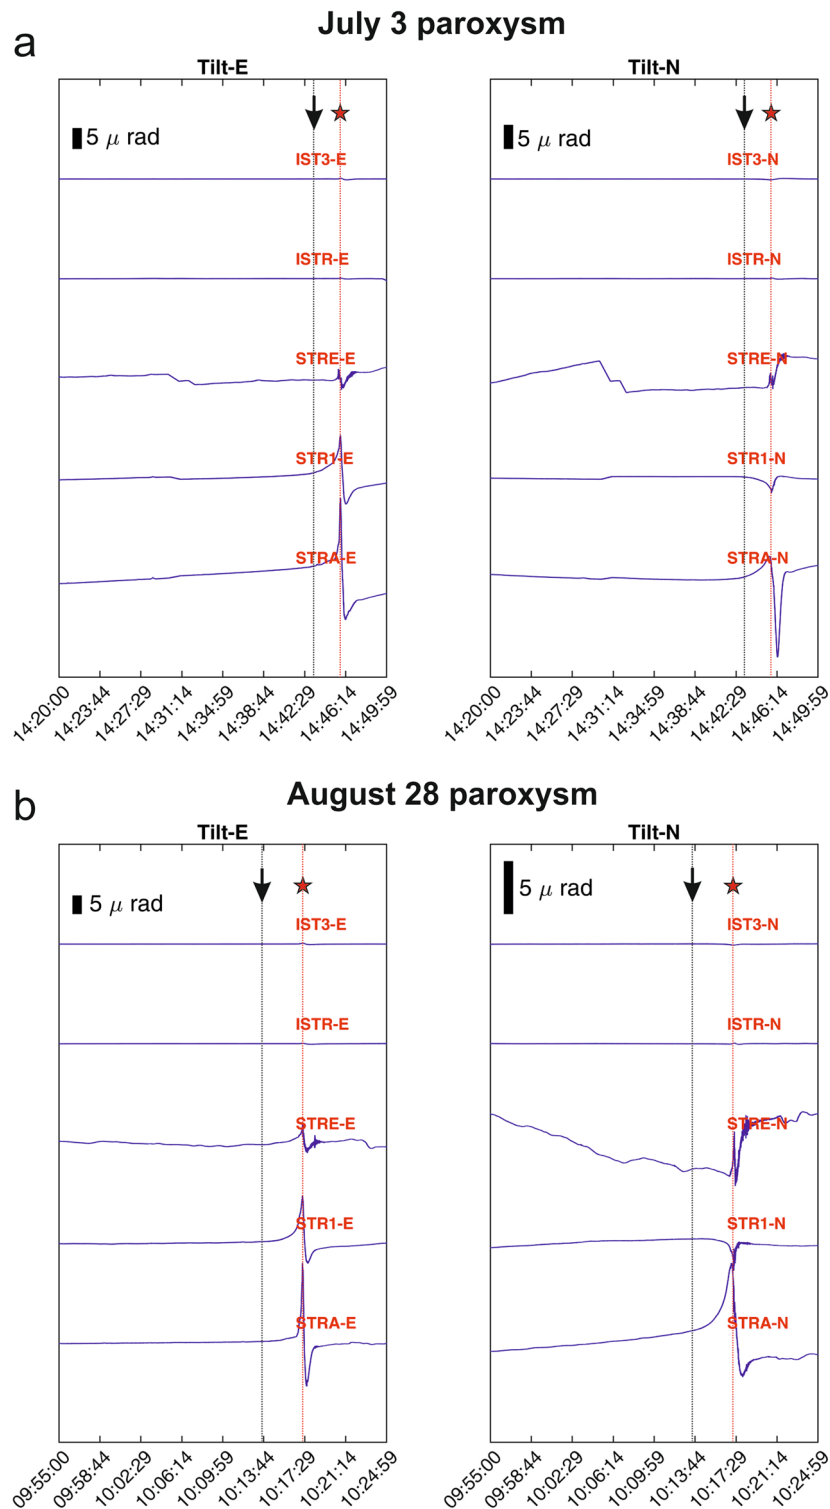 a
July 3 paroxysm
Tilt-E
Tilt-N
5 μ rad
5 μ rad
IST3-E
IST3-N
ISTR-E
ISTR-N
STRE-E
STRE-N
STR1-E
STR1-N
STRA-E
STRA-N
14:20:00 14:23:44 14:27:29 14:31:14 14:34:59 14:38:44 14:42:29 14:46:14 14:49:59
14:20:00 14:23:44 14:27:29 14:31:14 14:34:59 14:38:44 14:42:29 14:46:14 14:49:59
b
August 28 paroxysm
Tilt-E
Tilt-N
5 μ rad
5 μ rad
IST3-E
IST3-N
ISTR-E
ISTR-N
STRE-E
STRE-N
STR1-E
STR1-N
STRA-E
STRA-N
09:55:00 09:58:44 10:02:29 10:06:14 10:09:59 10:13:44 10:17:29 10:21:14 10:24:59
09:55:00 09:58:44 10:02:29 10:06:14 10:09:59 10:13:44 10:17:29 10:21:14 10:24:59